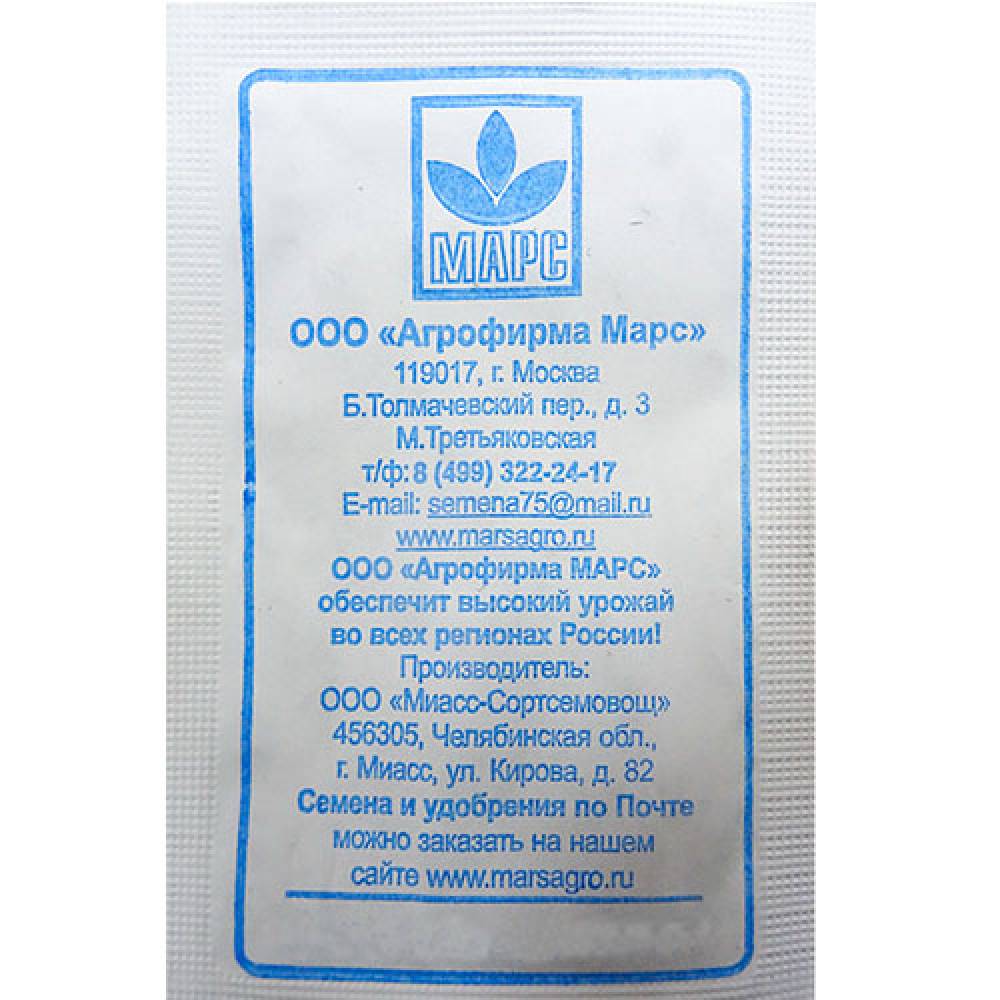 МАРС
ООО «Агрофирма Марс»
119017, г. Москва
Б.Толмачевский пер., д. 3
М.Третьяковская
т/ф: 8 (499) 322-24-17
E-mail: semena75@mail.ru
www.marsagro.ru
ООО «Агрофирма МАРС»
обеспечит высокий урожай
во всех регионах России!
Производитель:
ООО «Миасс-Сортсемовощ»
456305, Челябинская обл.,
г. Миасс, ул. Кирова, д. 82
Семена и удобрения по Почте
можно заказать на нашем
сайте www.marsagro.ru